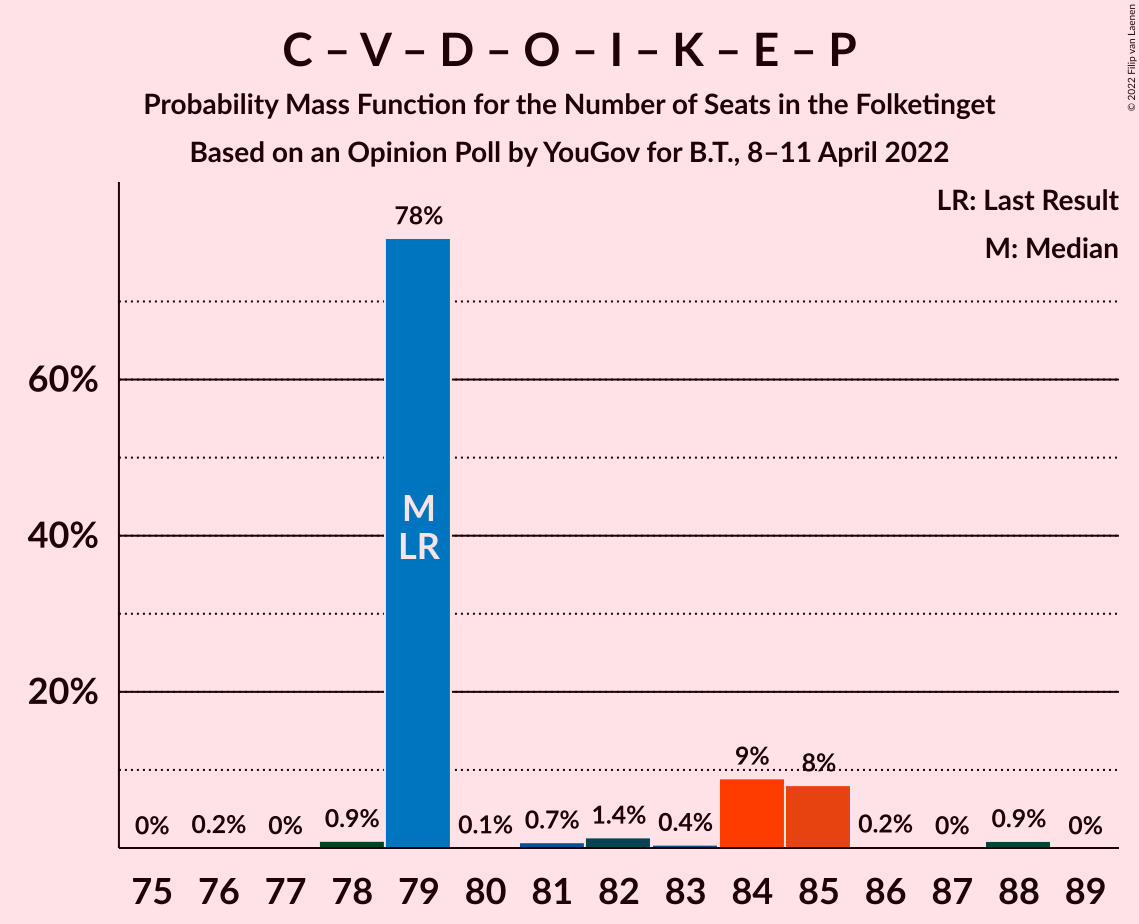 C – V – D – O – I – K – E – P
Probability Mass Function for the Number of Seats in the Folketinget
Based on an Opinion Poll by YouGov for B.T., 8–11 April 2022
© 2022 Filip van Laenen
LR: Last Result
M: Median
78%
60%
M
40%
LR
20%
0% 0.2% 0% 0.9% 0.1% 0.7% 1.4% 0.4% 9% 8% 0.2% 0% 0.9% 0%
75 76 77 78 79 80 81 82 83 84 85 86 87 88 89